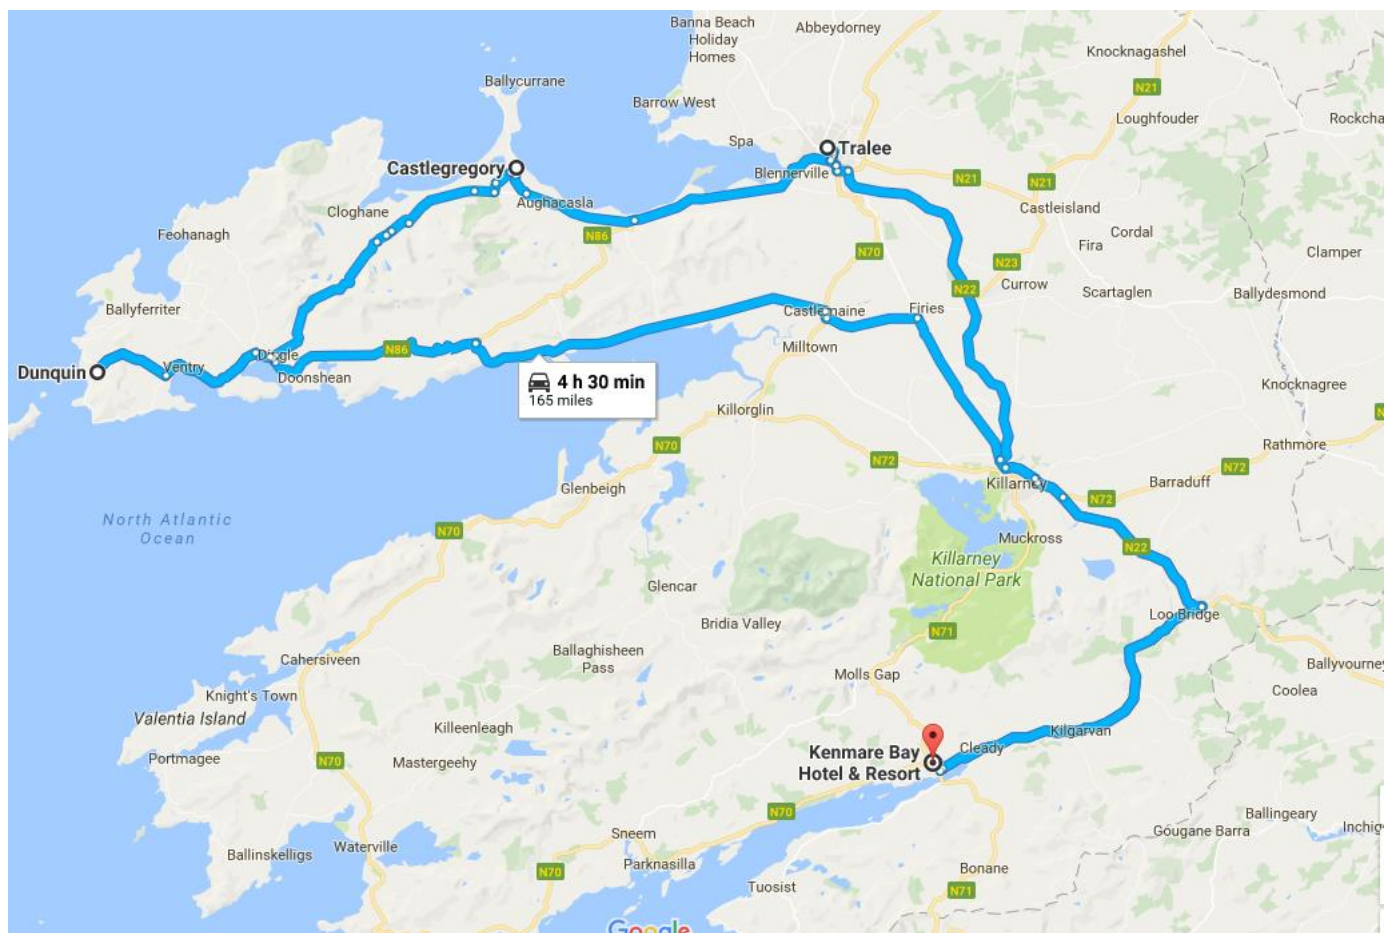 Banna Beach
Holiday
Homes
Abbeydorney
Knocknagashel
N21
Ballycurrane
Barrow West
Loughfouder
Rockcha
Spa
Tralee
Castlegregory
Blennerville
N21
N21
Aughacasla
Castleisland
Cloghane
Cordal
Feohanagh
N86
Fira
N70
Clamper
N23
Currow
N22
Scartaglen
Ballydesmond
Ballyferriter
Castlemaine
Firies
Milltown
N86
Dingle
Ventry
Dunquin
Doonshean
4 h 30 min
165 miles
Knocknagree
Killorglin
N
N70
Rathmore
N72
N72
Killarney
Barraduff
Glenbeigh
N72
North Atlantic
Ocean
N70
Muckross
N22
Killarney
National Park
Glencar
Loo Bridge
Bridia Valley
N71
Ballaghisheen
Pass
Cahersiveen
Ballyvourney
Molls Gap
Coolea
Knight's Town
Valentia Island
Killeenleagh
Kilgarvan
Portmagee
Mastergeehy
N70
Kenmare Bay
Hotel & Resort
Cleady
N70
Ballingeary
Sneem
Gougane Barra
Inchig
Ballinskelligs
Waterville
Parknasilla
N70
Bonane
Tuosist
N71
Google